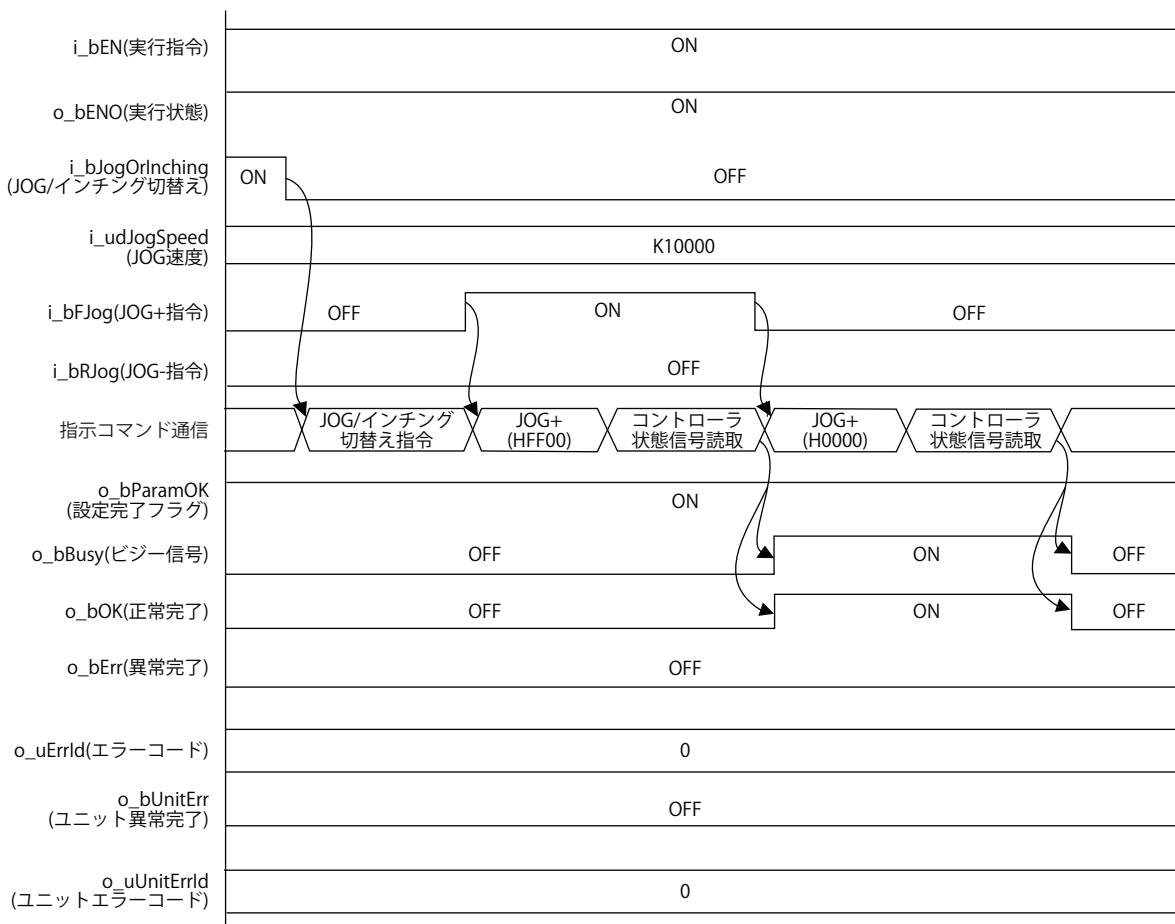 i_bEN(実行指令)
ON
o_bENO(実行状態)
ON
i_bJogOrInching
(JOG/インチング切替え)
ON
OFF
i_udJogSpeed
(JOG速度)
K10000
i_bFJog(JOG+指令)
OFF
ON
OFF
i_bRJog(JOG-指令)
OFF
指示コマンド通信
JOG/インチング
切替え指令
JOG+
(HFF00)
コントローラ
状態信号読取
JOG+
(H0000)
コントローラ
状態信号読取
o_bParamOK
(設定完了フラグ)
ON
o_bBusy(ビジー信号)
OFF
ON
OFF
o_bOK(正常完了)
OFF
ON
OFF
o_bErr(異常完了)
OFF
o_uErrId(エラーコード)
0
o_bUnitErr
(ユニット異常完了)
OFF
o_uUnitErrId
(ユニットエラーコード)
0